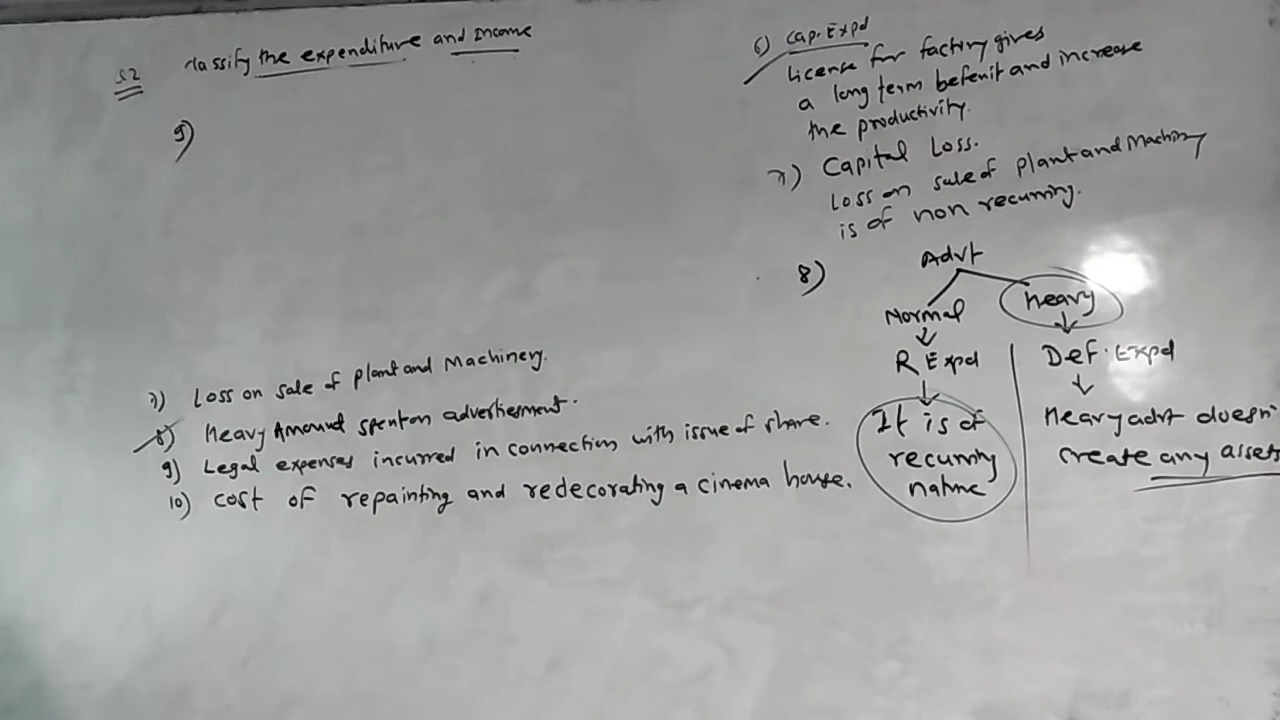 S2 classify the expenditure and Income
9)
7) Loss on sale of plant and Machinery.
8) Heavy Amount spent on advertiesment.
9) Legal expenses incurred in connection with issue of share.
10) cost of repainting and redecorating a cinema house.
6) Cap. Expd
License for factory gives
a long term befenit and increase
the productivity.
7) Capital Loss.
Loss on sale of plant and Machinery
is of non recurring.
8) Advt
Normal heavy
R Expd Def. Expd
It is of
recurring
nature
Heavy advt doesn'
create any assets